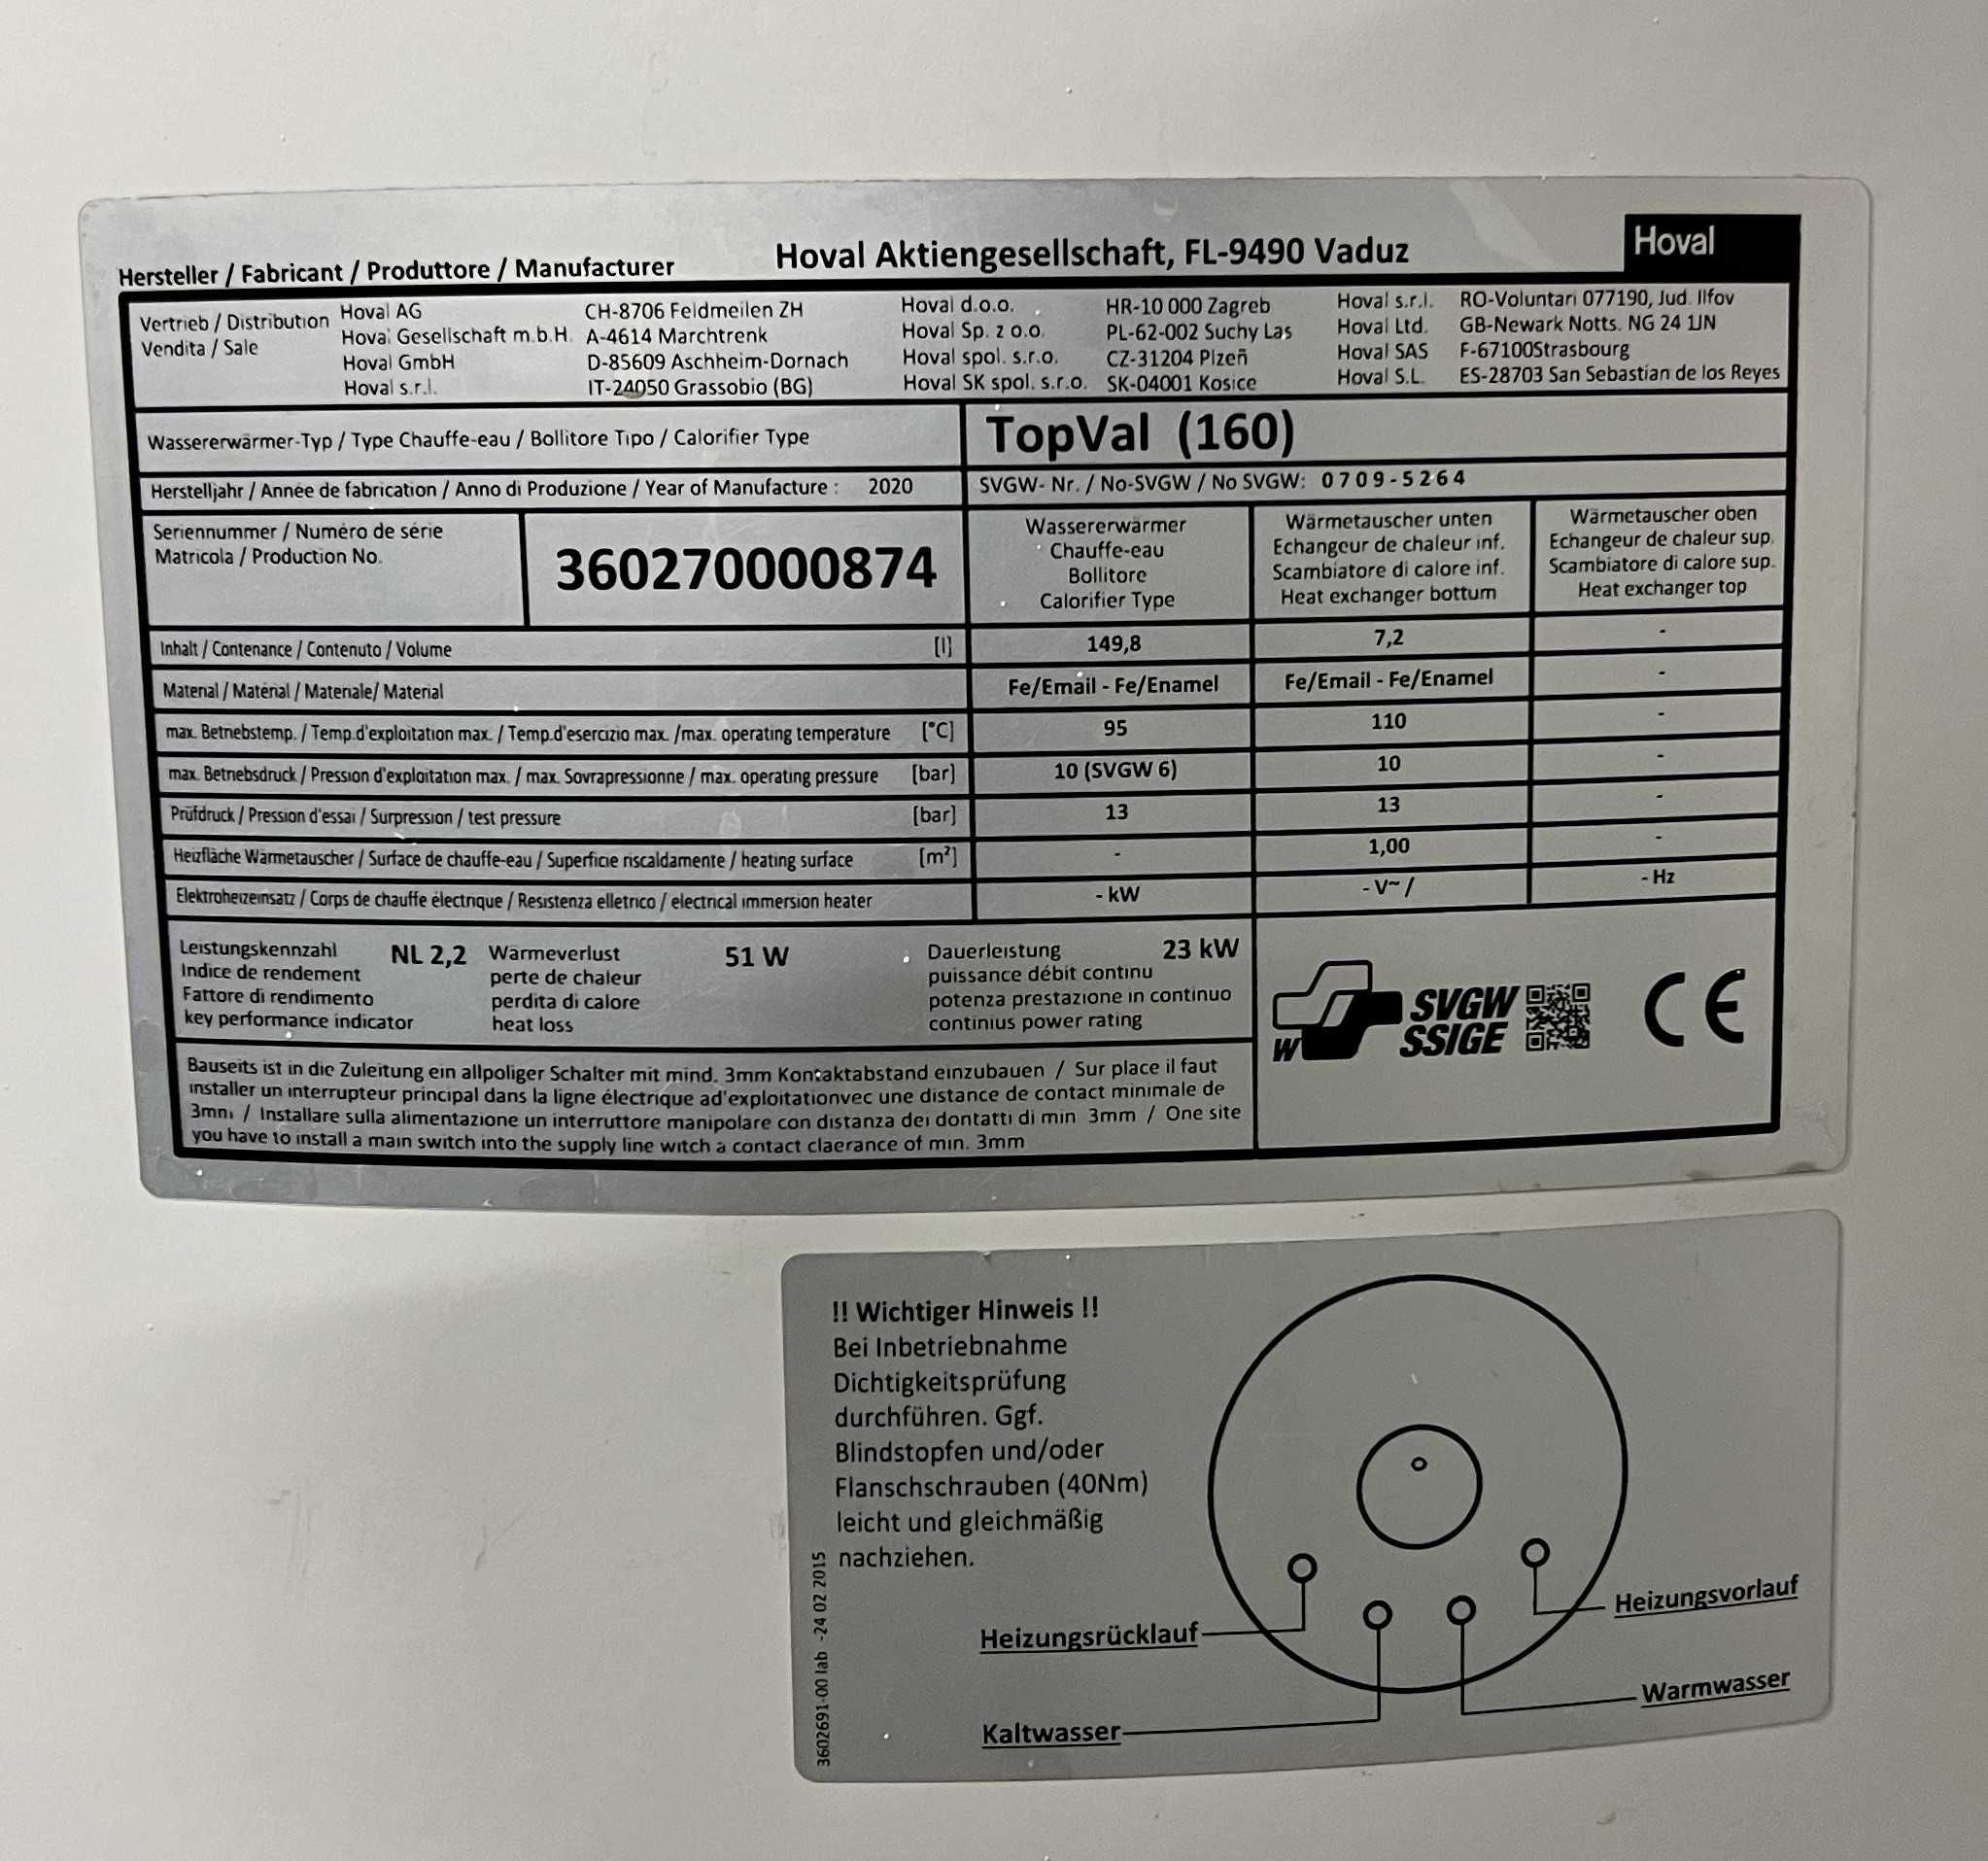 Hoval
Hersteller / Fabricant / Produttore / Manufacturer Hoval Aktiengesellschaft, FL-9490 Vaduz
Vertrieb / Distribution
Vendita / Sale
Hoval AG CH-8706 Feldmeilen ZH
Hoval Gesellschaft m.b.H. A-4614 Marchtrenk
Hoval GmbH D-85609 Aschheim-Dornach
Hoval s.r.l. IT-24050 Grassobio (BG)
Hoval d.o.o. HR-10 000 Zagreb
Hoval Sp. z o.o. PL-62-002 Suchy Las
Hoval spol. s.r.o. CZ-31204 Plzeñ
Hoval SK spol. s.r.o. SK-04001 Kosice
Hoval s.r.l. RO-Voluntari 077190, Jud. Ilfov
Hoval Ltd. GB-Newark Notts. NG 24 1JN
Hoval SAS F-67100Strasbourg
Hoval S.L. ES-28703 San Sebastian de los Reyes
Wassererwärmer-Typ / Type Chauffe-eau / Bollitore Tipo / Calorifier Type TopVal (160)
Herstelljahr / Année de fabrication / Anno di Produzione / Year of Manufacture : 2020 SVGW- Nr. / No-SVGW / No SVGW: 0709-5264
Seriennummer / Numéro de série
Matricola / Production No.
360270000874
Wassererwärmer
Chauffe-eau
Bollitore
Calorifier Type
Wärmetauscher unten
Echangeur de chaleur inf.
Scambiatore di calore inf.
Heat exchanger bottum
Wärmetauscher oben
Echangeur de chaleur sup.
Scambiatore di calore sup.
Heat exchanger top
Inhalt / Contenance / Contenuto / Volume [l] 149,8 7,2 -
Material / Matérial / Materiale/ Material Fe/Email - Fe/Enamel Fe/Email - Fe/Enamel -
max. Betriebstemp. / Temp.d'exploitation max. / Temp.d'esercizio max. /max. operating temperature [°C] 95 110 -
max. Betriebsdruck / Pression d'exploitation max. / max. Sovrapressionne / max. operating pressure [bar] 10 (SVGW 6) 10 -
Prüfdruck / Pression d'essai / Surpression / test pressure [bar] 13 13 -
Heizfläche Wärmetauscher / Surface de chauffe-eau / Superficie riscaldamente / heating surface [m²] - 1,00 -
Elektroheizeinsatz / Corps de chauffe électrique / Resistenza elletrico / electrical immersion heater - kW - V~ / - Hz
Leistungskennzahl NL 2,2
Indice de rendement
Fattore di rendimento
key performance indicator
Wärmeverlust 51 W
perte de chaleur
perdita di calore
heat loss
Dauerleistung 23 kW
puissance débit continu
potenza prestazione in continuo
continius power rating
W SVGW
SSIGE
CE
Bauseits ist in die Zuleitung ein allpoliger Schalter mit mind. 3mm Kontaktabstand einzubauen / Sur place il faut
installer un interrupteur principal dans la ligne électrique ad'exploitationvec une distance de contact minimale de
3mm / Installare sulla alimentazione un interruttore manipolare con distanza dei dontatti di min 3mm / One site
you have to install a main switch into the supply line witch a contact claerance of min. 3mm
!! Wichtiger Hinweis !!
Bei Inbetriebnahme
Dichtigkeitsprüfung
durchführen. Ggf.
Blindstopfen und/oder
Flanschschrauben (40Nm)
leicht und gleichmäßig
nachziehen.
3602691-00 lab -24 02 2015
Heizungsvorlauf
Heizungsrücklauf
Warmwasser
Kaltwasser